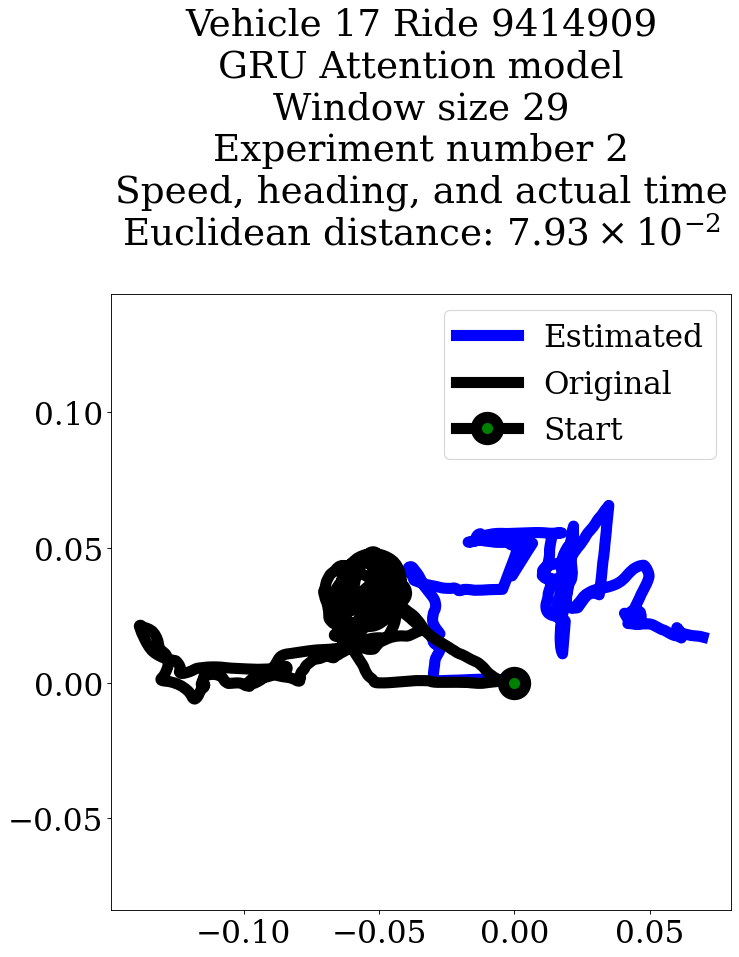 Vehicle 17 Ride 9414909
GRU Attention model
Window size 29
Experiment number 2
Speed, heading, and actual time
Euclidean distance: 7.93 × 10⁻²
Estimated
Original
Start
0.10
0.05
0.00
−0.05
−0.10 −0.05 0.00 0.05